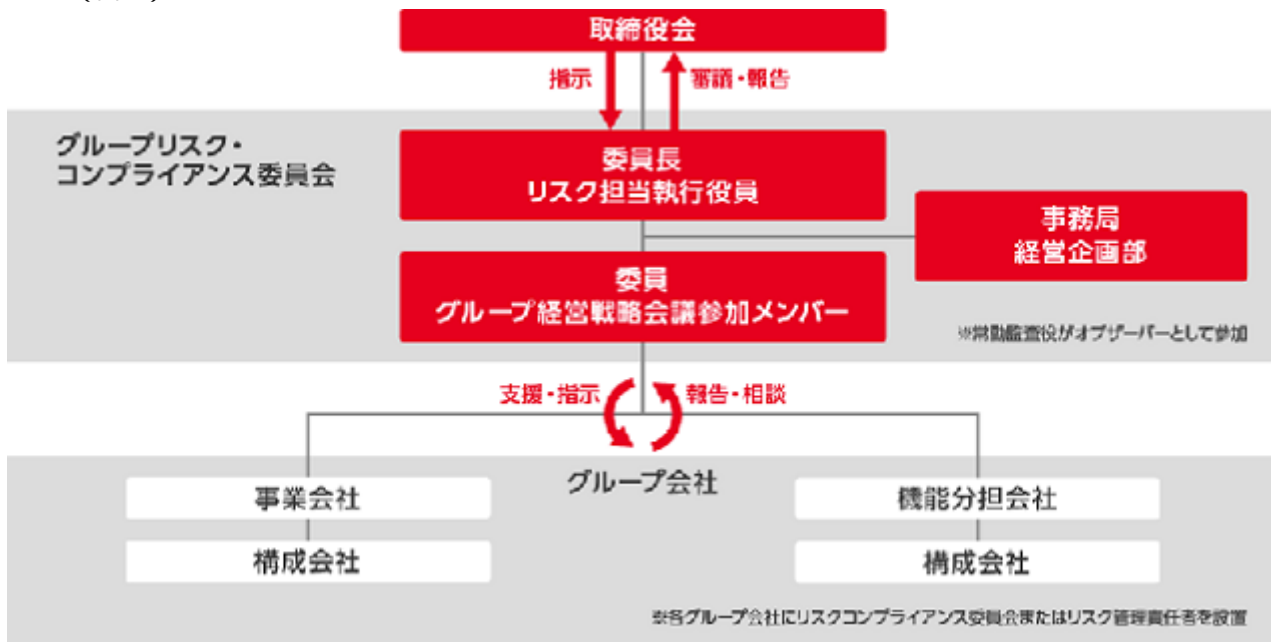 取締役会
指示
審議・報告
グループリスク・
コンプライアンス委員会
委員長
リスク担当執行役員
事務局
経営企画部
委員
グループ経営戦略会議参加メンバー
※常勤監査役がオブザーバーとして参加
支援・指示
報告・相談
グループ会社
事業会社
機能分担会社
構成会社
構成会社
※各グループ会社にリスクコンプライアンス委員会またはリスク管理責任者を設置